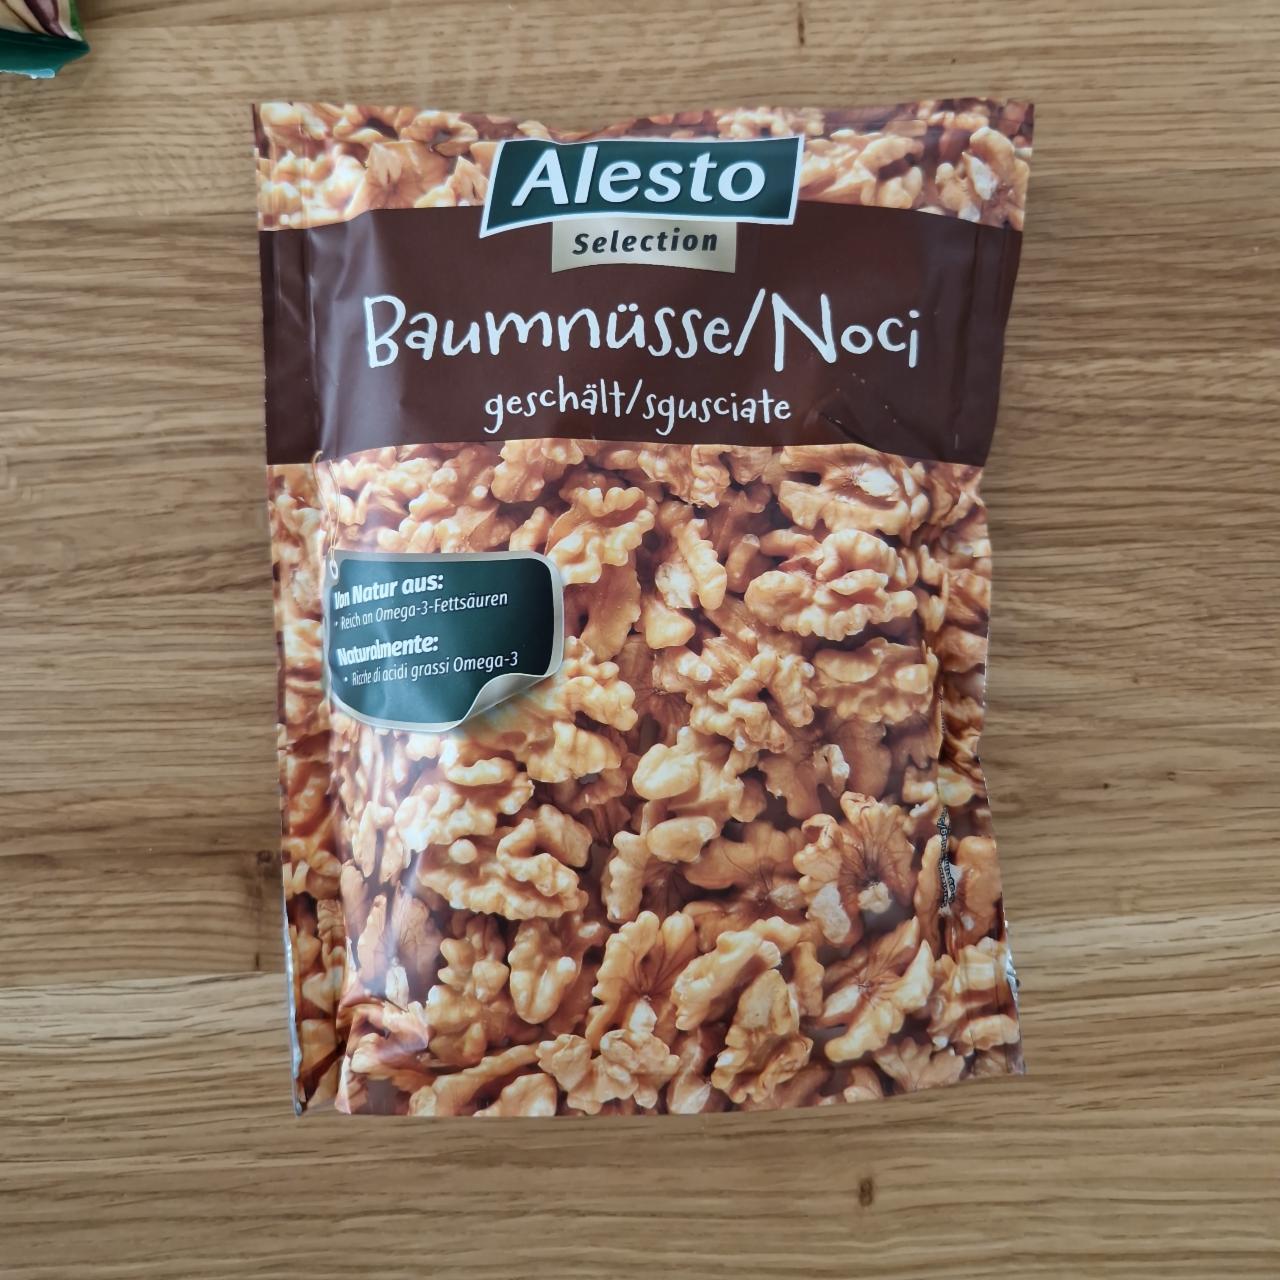 Alesto
Selection
Baumnüsse/Noci
geschält/sgusciate
Von Natur aus:
• Reich an Omega-3-Fettsäuren
Naturalmente:
• Ricche di acidi grassi Omega-3